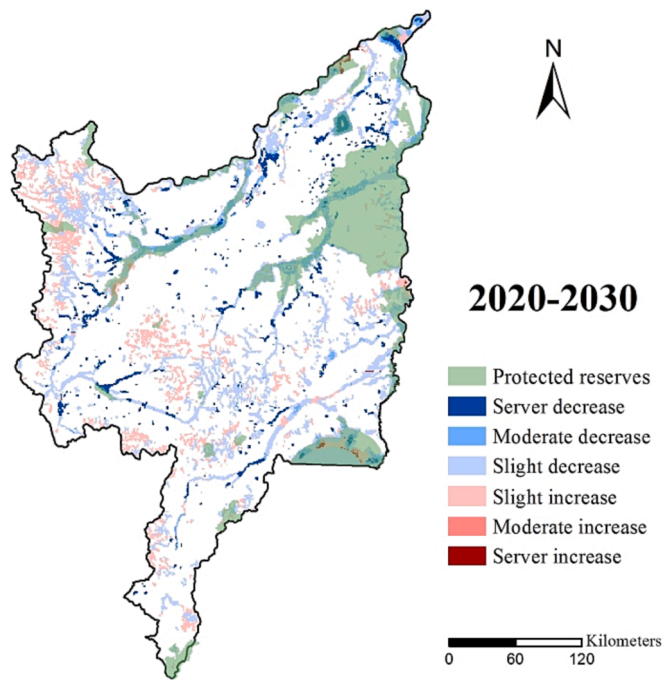 N
2020-2030
Protected reserves
Server decrease
Moderate decrease
Slight decrease
Slight increase
Moderate increase
Server increase
Kilometers
0 60 120